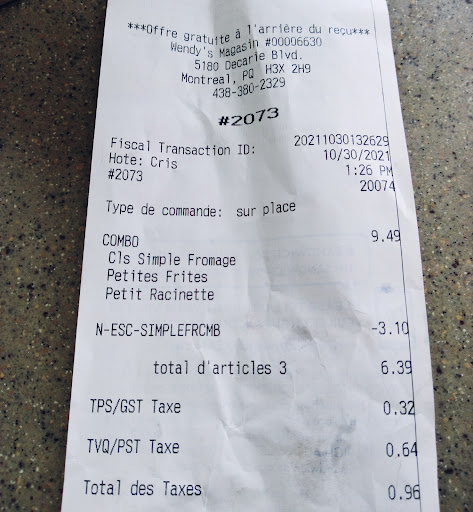 ***Offre gratuite à l'arrière du reçu***
Wendy's Magasin #00006630
5180 Decarie Blvd.
Montreal, PQ H3X 2H9
438-380-2329
#2073
Fiscal Transaction ID: 20211030132629
Hote: Cris 10/30/2021
#2073 1:26 PM
20074
Type de commande: sur place
COMBO 9.49
Cls Simple Fromage
Petites Frites
Petit Racinette
N-ESC-SIMPLEFRCMB -3.10
total d'articles 3 6.39
TPS/GST Taxe 0.32
TVQ/PST Taxe 0.64
Total des Taxes 0.96